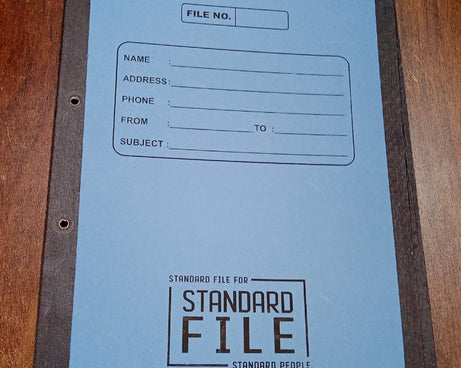 FILE NO.
NAME :
ADDRESS:
PHONE :
FROM : TO :
SUBJECT :
STANDARD FILE FOR
STANDARD
FILE
STANDARD PEOPLE